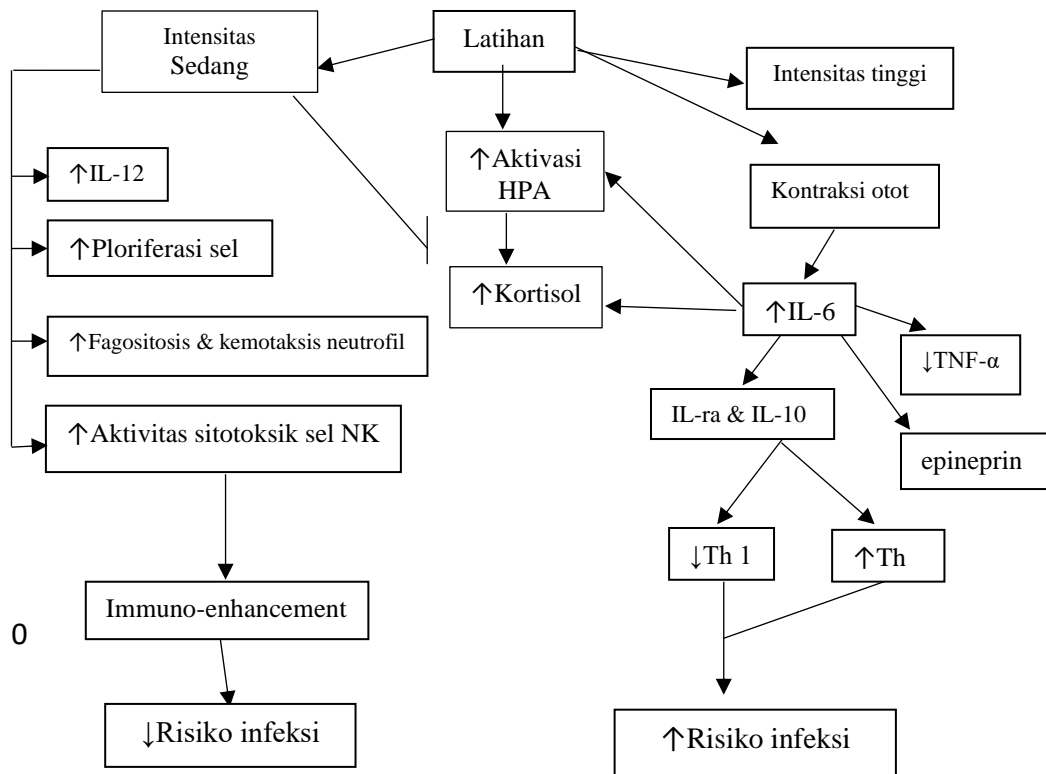 Intensitas
Sedang
Latihan
Intensitas tinggi
↑Aktivasi
HPA
↑IL-12
Kontraksi otot
↑Ploriferasi sel
↑Kortisol
↑IL-6
↑Fagositosis & kemotaksis neutrofil
↓TNF-α
IL-ra & IL-10
↑Aktivitas sitotoksik sel NK
epineprin
↓Th 1
↑Th
Immuno-enhancement
0
↓Risiko infeksi
↑Risiko infeksi